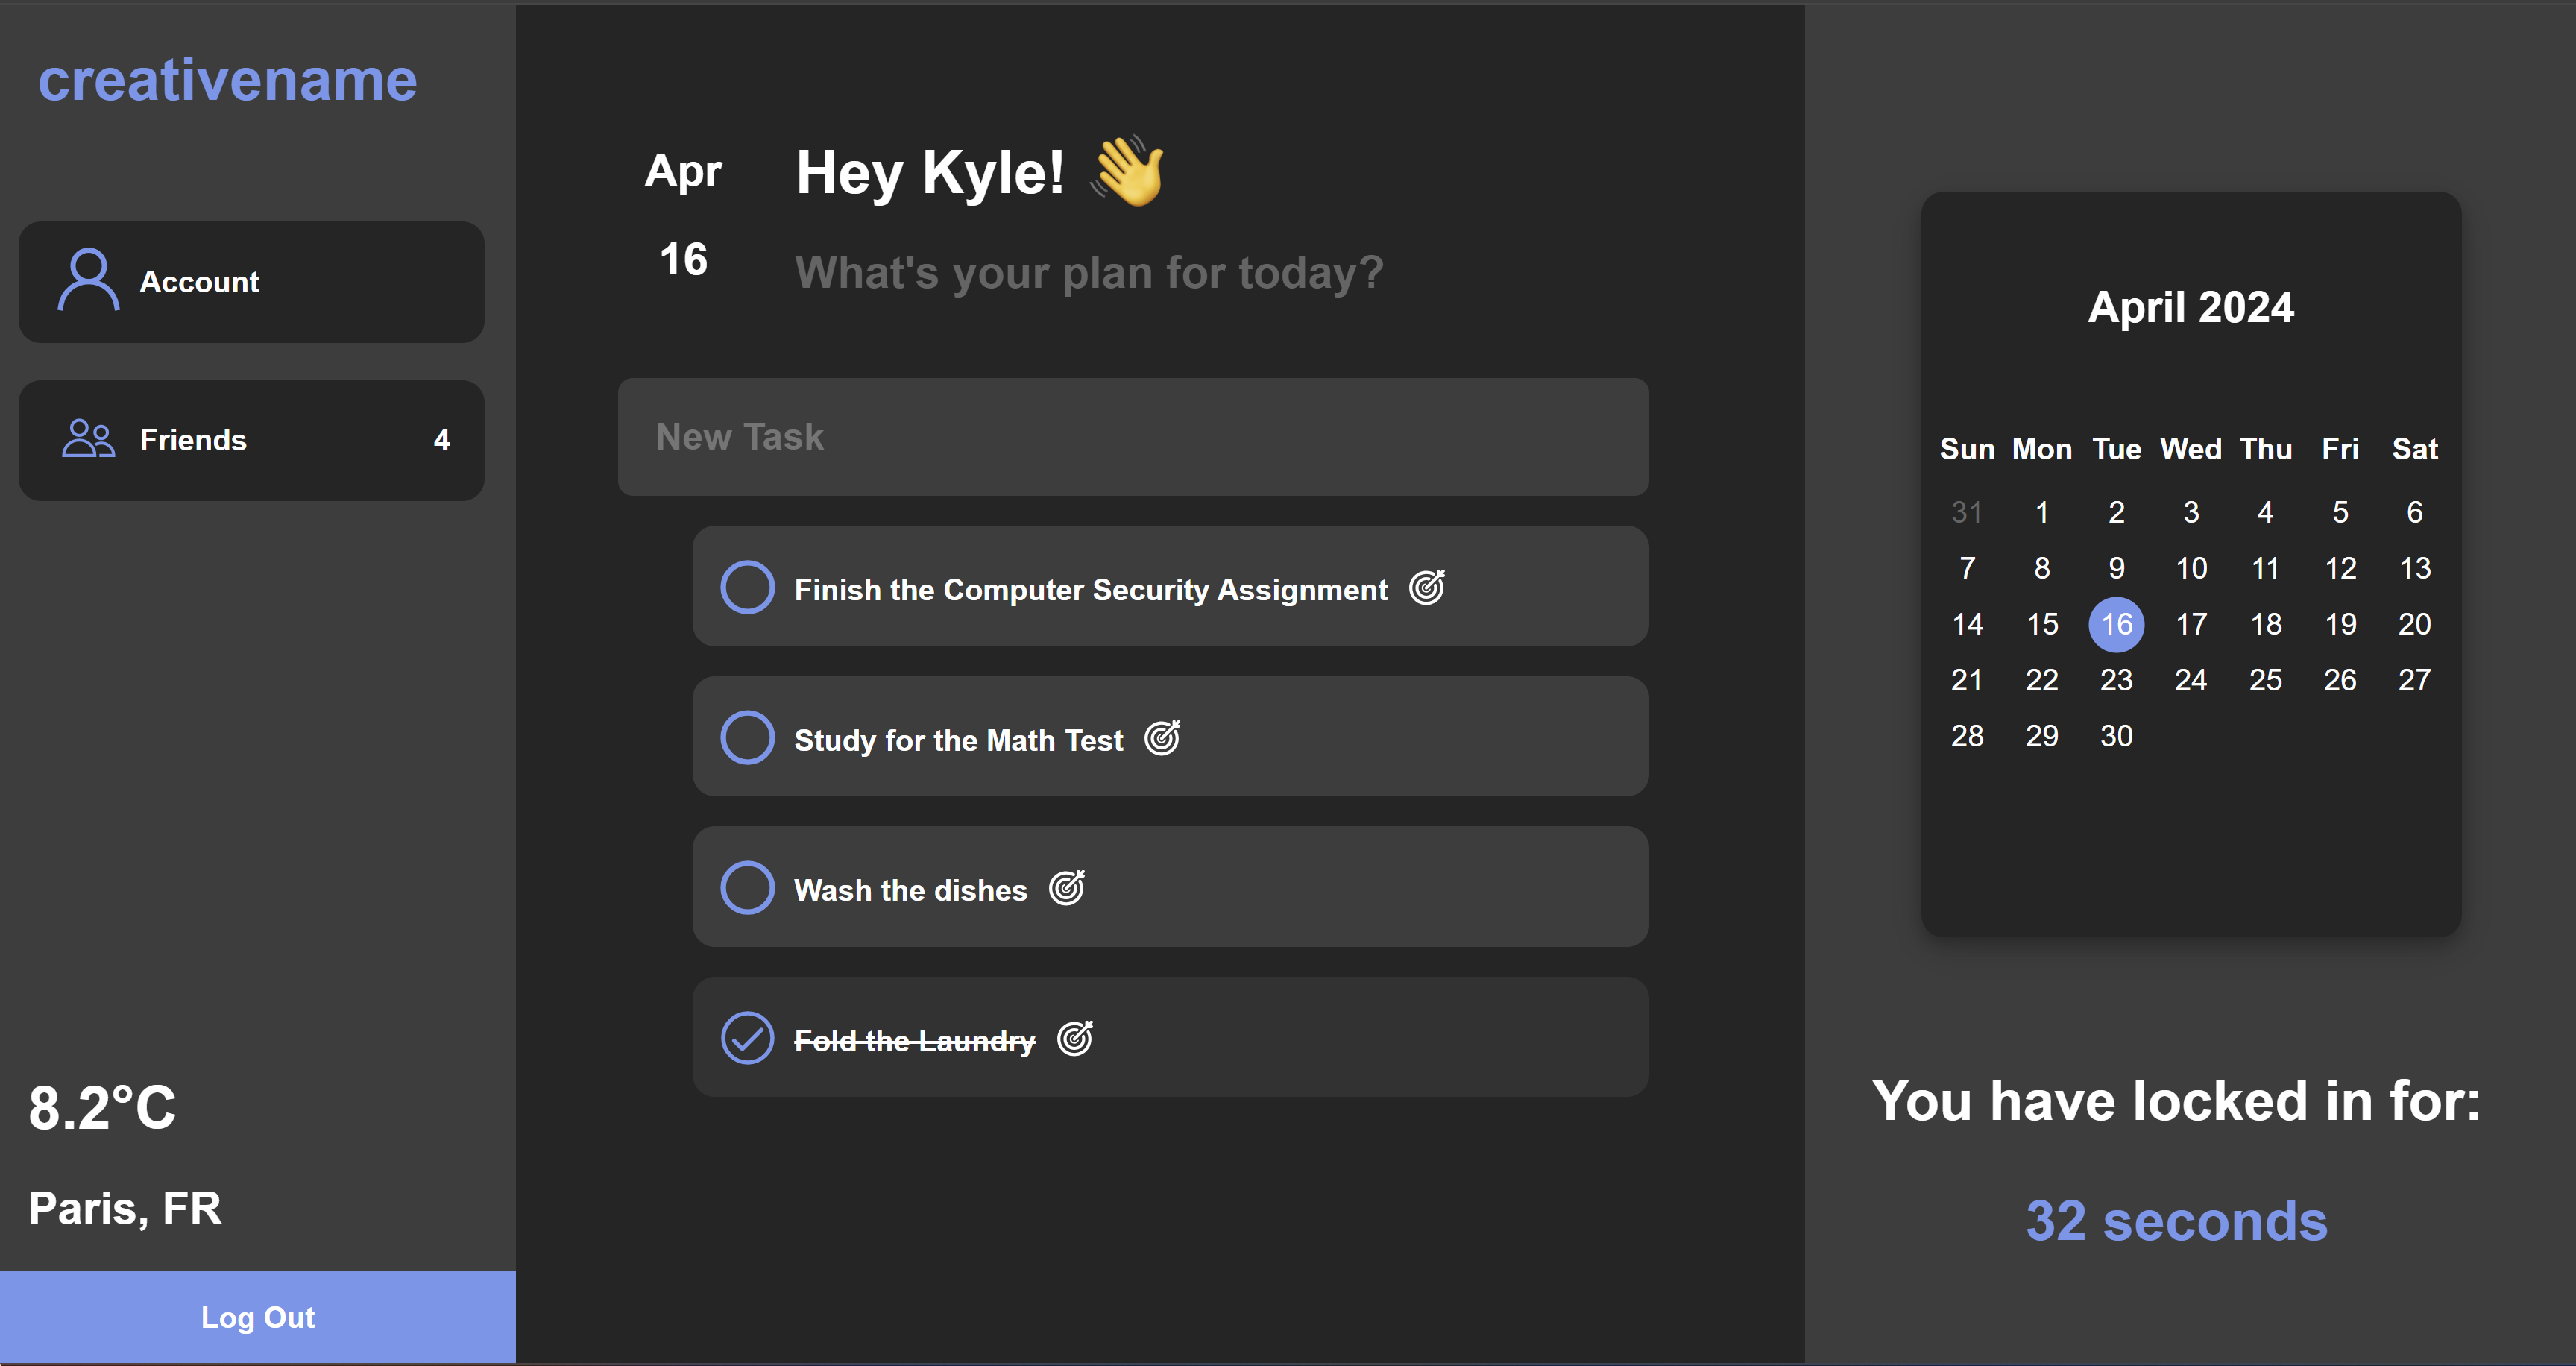 creativename
Account
Friends 4
8.2°C
Paris, FR
Log Out
Apr
16
Hey Kyle! 👋
What's your plan for today?
New Task
Finish the Computer Security Assignment
Study for the Math Test
Wash the dishes
Fold the Laundry
April 2024
Sun Mon Tue Wed Thu Fri Sat
31 1 2 3 4 5 6
7 8 9 10 11 12 13
14 15 16 17 18 19 20
21 22 23 24 25 26 27
28 29 30
You have locked in for:
32 seconds